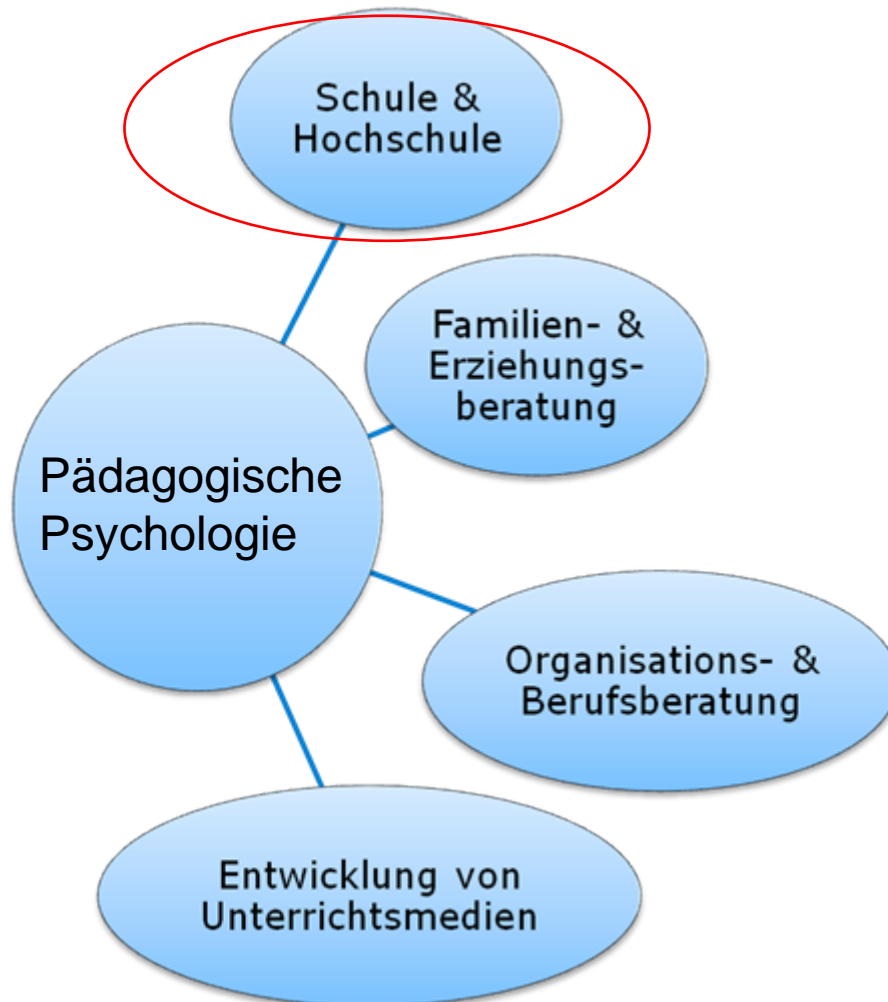 Schule &
Hochschule
Familien- &
Erziehungs-
beratung
Pädagogische
Psychologie
Organisations- &
Berufsberatung
Entwicklung von
Unterrichtsmedien